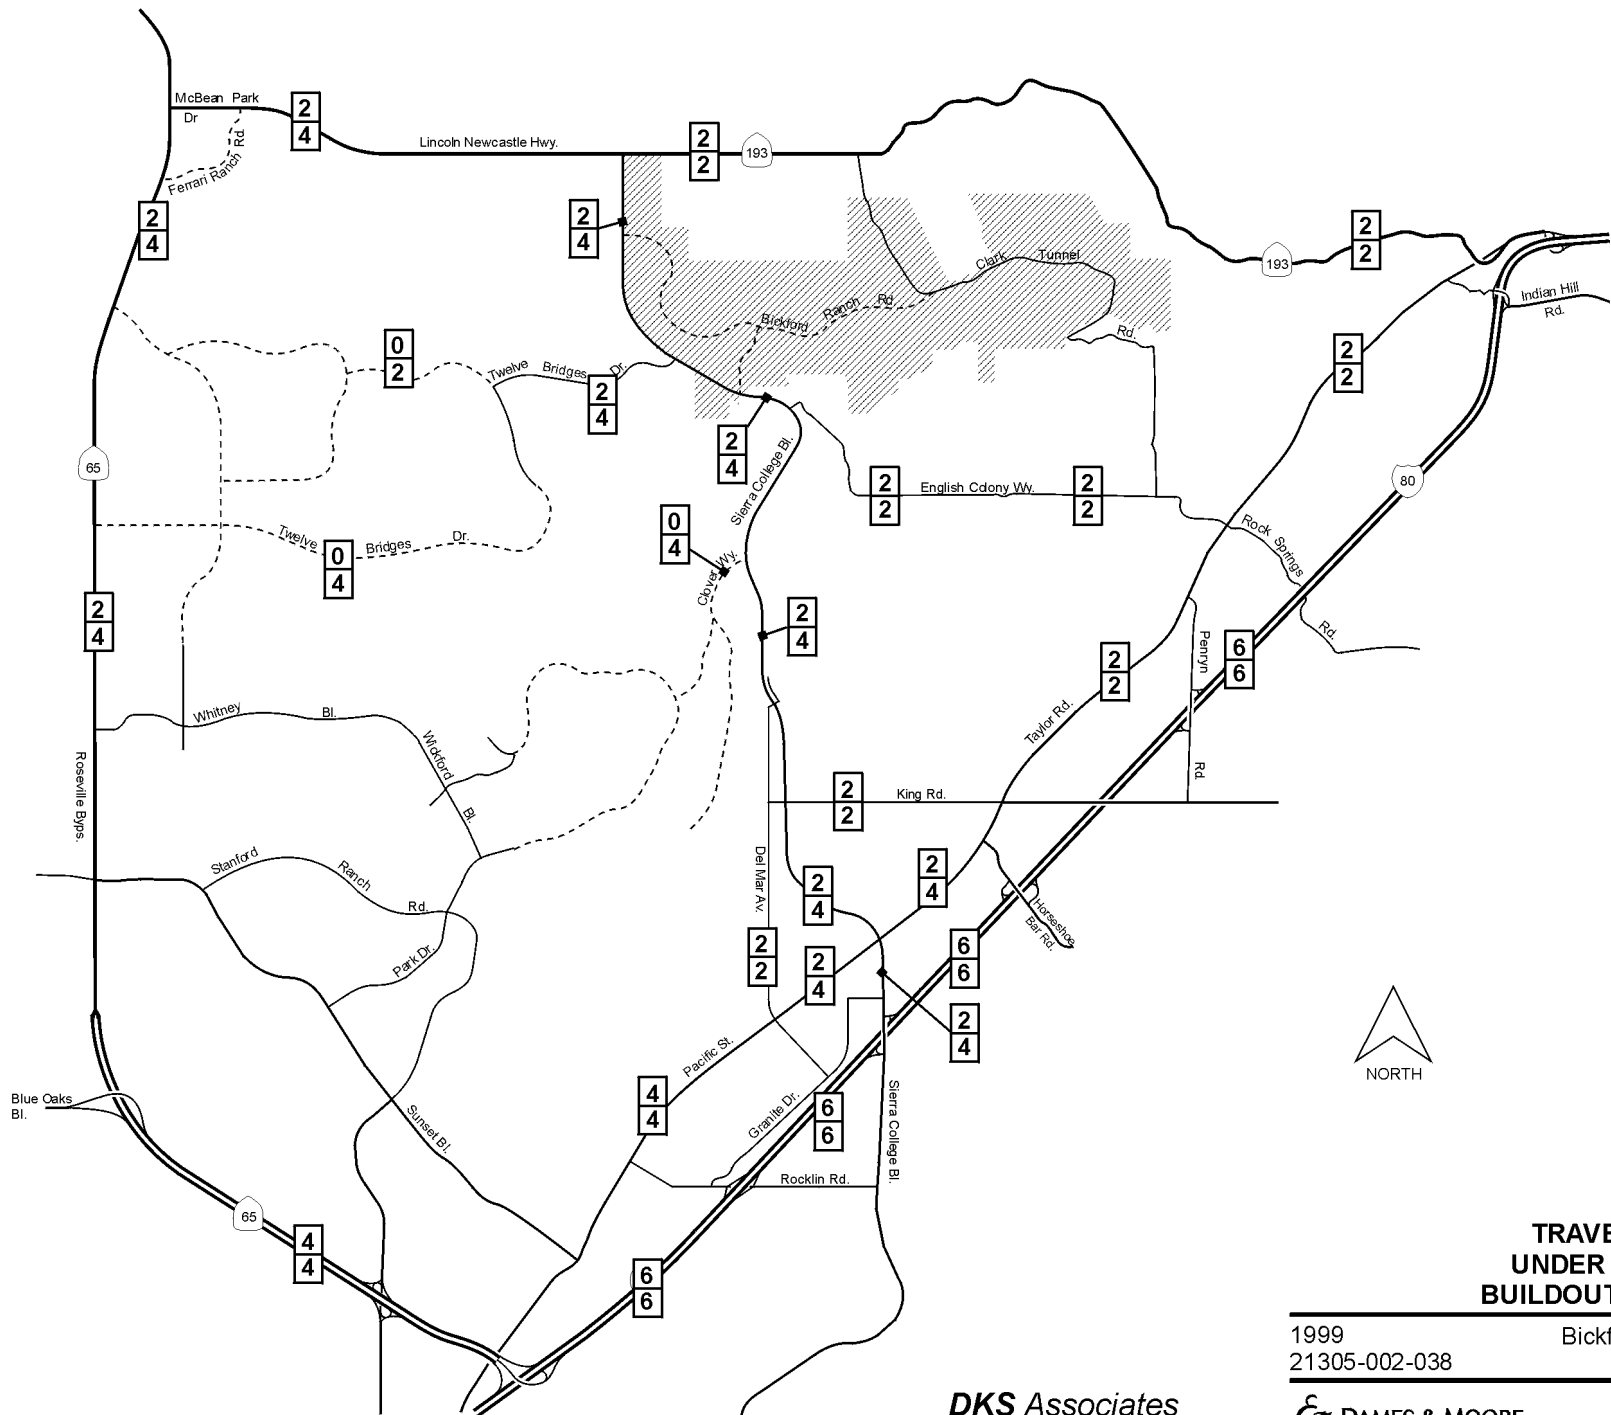 McBean Park
Dr
2
4
Ferrari Ranch Rd.
Lincoln Newcastle Hwy.
2
2
193
2
4
2
4
Clark Tunnel
Rd.
193
2
2
Indian Hill
Rd.
Bickford Ranch Rd.
0
2
Twelve Bridges Dr.
2
4
2
2
65
2
4
Sierra College Bl.
2
2
English Colony Wy.
2
2
80
Rock Springs
Rd.
Twelve Bridges Dr.
0
4
0
4
Clover Wy.
2
4
2
4
2
2
Penryn
Rd.
6
6
Whitney Bl.
Wickford
Bl.
Taylor Rd.
Roseville Byps.
2
2
King Rd.
Stanford Ranch Rd.
Del Mar Av.
2
4
2
4
Horseshoe
Bar Rd.
Park Dr.
2
2
2
4
6
6
2
4
Pacific St.
NORTH
Blue Oaks
Bl.
Sunset Bl.
4
4
Granite Dr.
6
6
Sierra College Bl.
Rocklin Rd.
65
4
4
6
6
TRAVE
UNDER
BUILDOUT
1999
Bickf
21305-002-038
DKS Associates
DAMES & MOORE